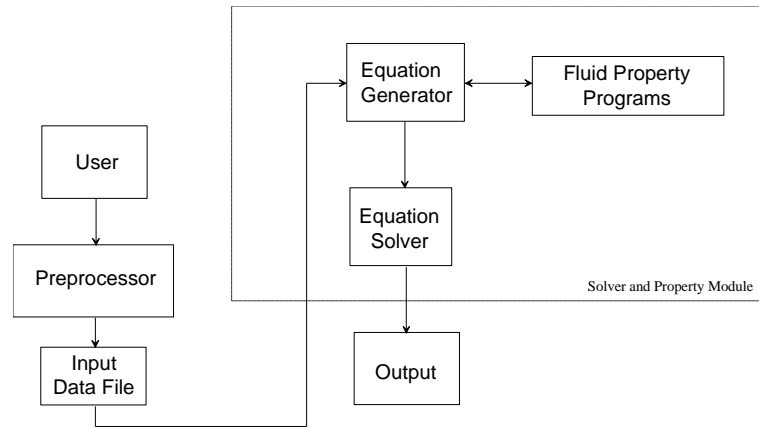 User
Preprocessor
Input
Data File
Equation
Generator
Fluid Property
Programs
Equation
Solver
Solver and Property Module
Output